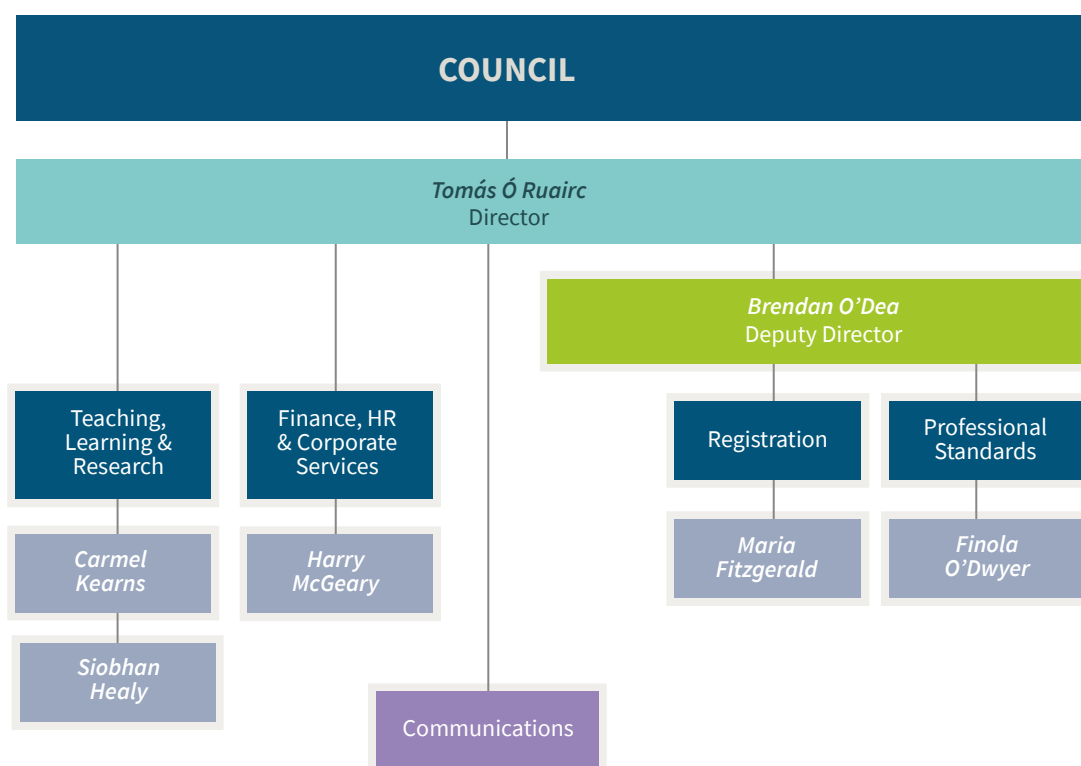 COUNCIL
Tomás Ó Ruairc
Director
Brendan O’Dea
Deputy Director
Teaching,
Learning &
Research
Finance, HR
& Corporate
Services
Registration
Professional
Standards
Carmel
Kearns
Harry
McGeary
Maria
Fitzgerald
Finola
O’Dwyer
Siobhan
Healy
Communications